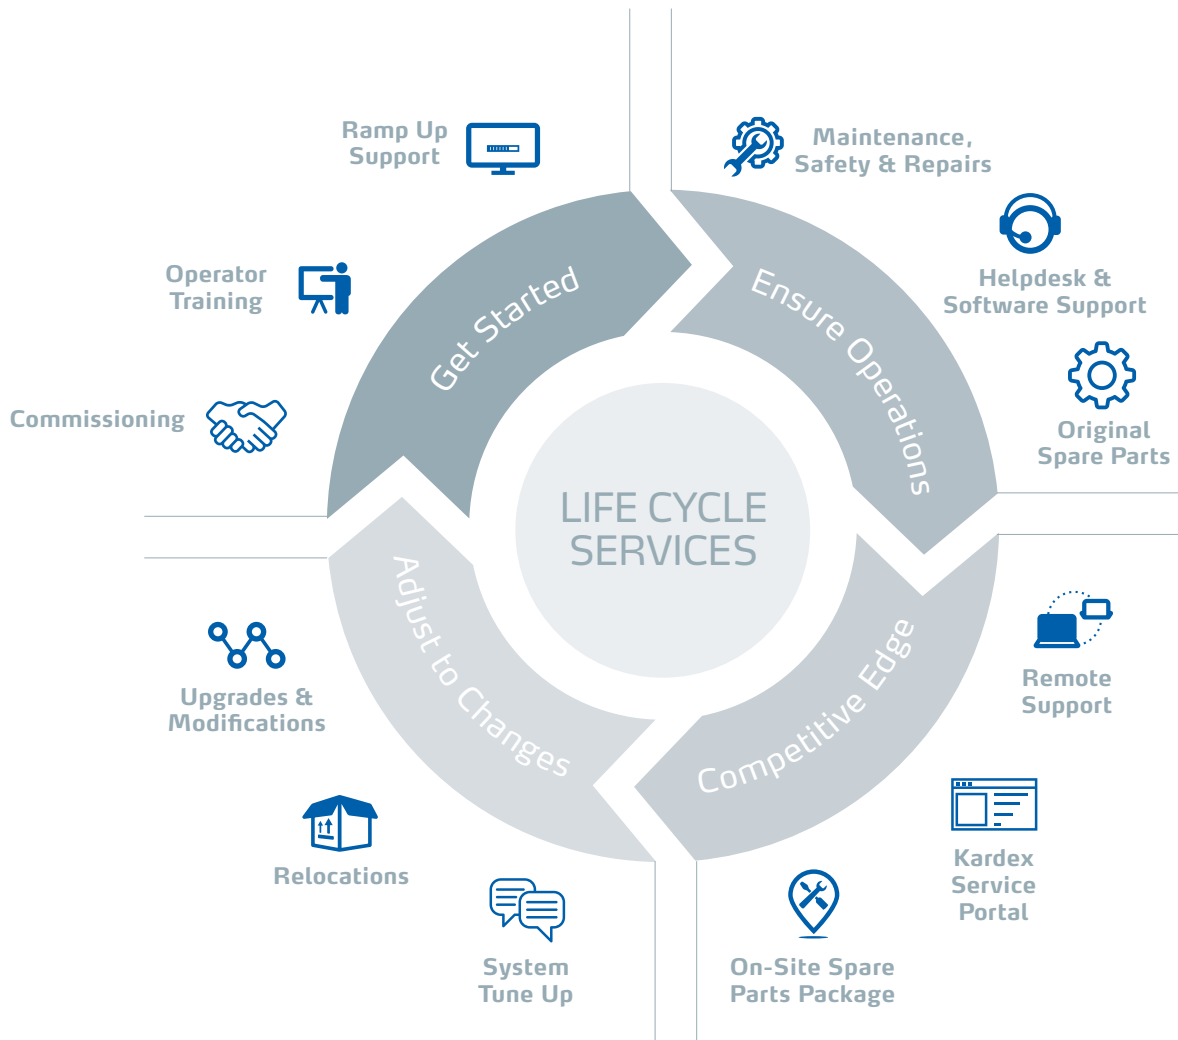 Ramp Up
Support
Operator
Training
Commissioning
Get Started
Maintenance,
Safety & Repairs
Helpdesk &
Software Support
Original
Spare Parts
Ensure Operations
LIFE CYCLE
SERVICES
Remote
Support
Kardex
Service
Portal
On-Site Spare
Parts Package
Competitive Edge
System
Tune Up
Relocations
Upgrades &
Modifications
Adjust to Changes